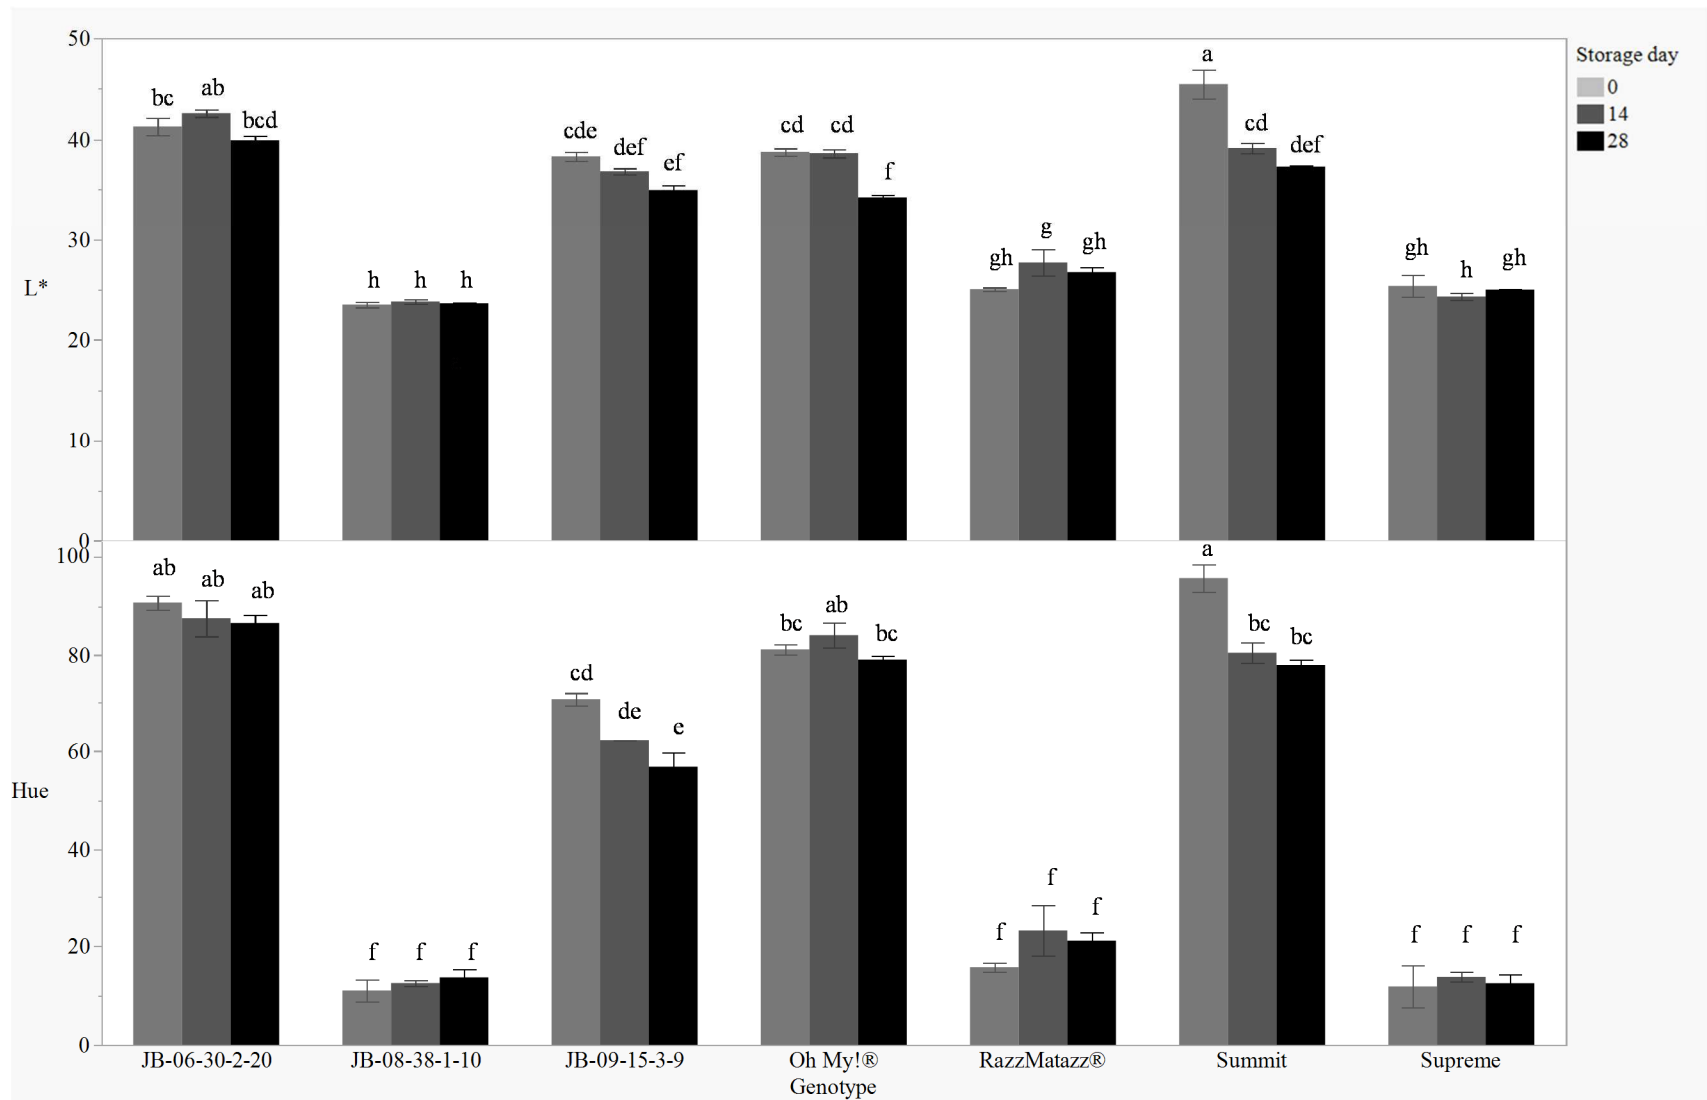 50
40
30
20
10
0
L*
bc ab bcd
h h h
cde def ef
cd cd f
gh g gh
a cd def
gh h gh
Storage day
0
14
28
100
80
60
40
20
0
Hue
ab ab ab
f f f
cd de e
bc ab bc
f f f
a bc bc
f f f
JB-06-30-2-20 JB-08-38-1-10 JB-09-15-3-9 Oh My!® RazzMatazz® Summit Supreme
Genotype